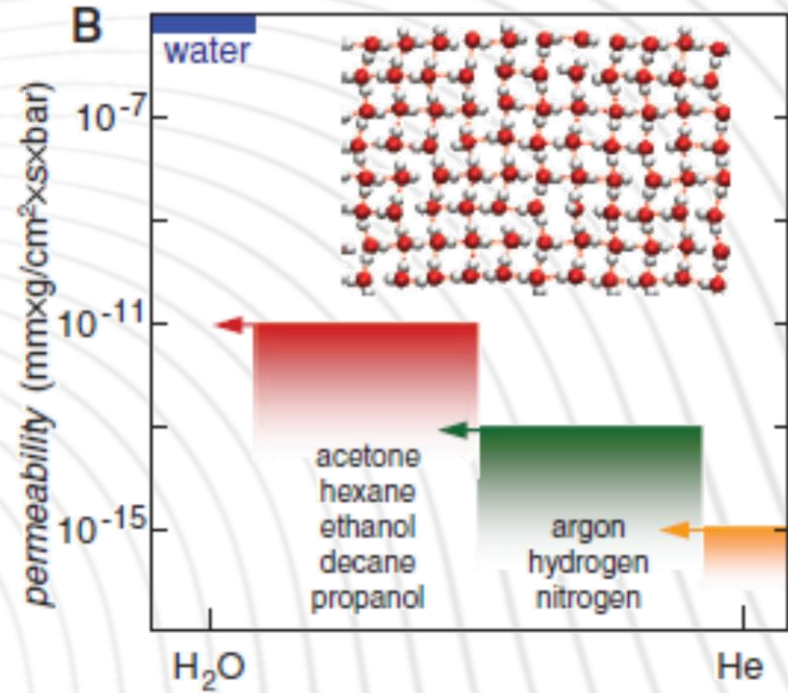 B
water
permeability (mm×g/cm²×s×bar)
10⁻⁷
10⁻¹¹
10⁻¹⁵
acetone
hexane
ethanol
decane
propanol
argon
hydrogen
nitrogen
H₂O
He